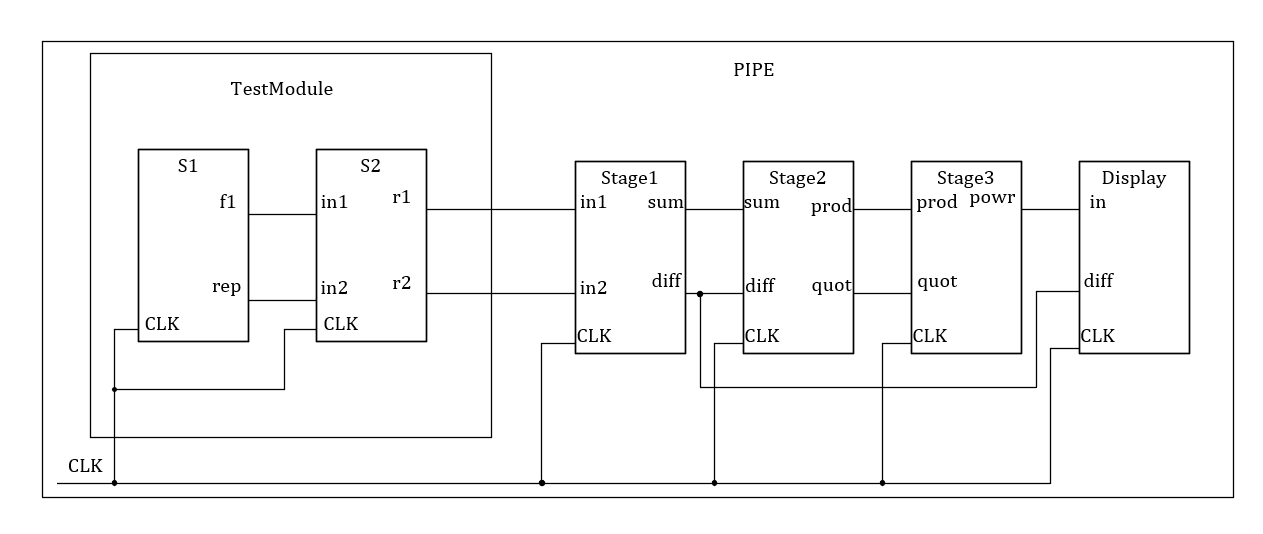 PIPE
TestModule
S1
f1
rep
CLK
S2
in1
r1
in2
r2
CLK
Stage1
in1
sum
in2
diff
CLK
Stage2
sum
prod
diff
quot
CLK
Stage3
prod
powr
quot
CLK
Display
in
diff
CLK
CLK